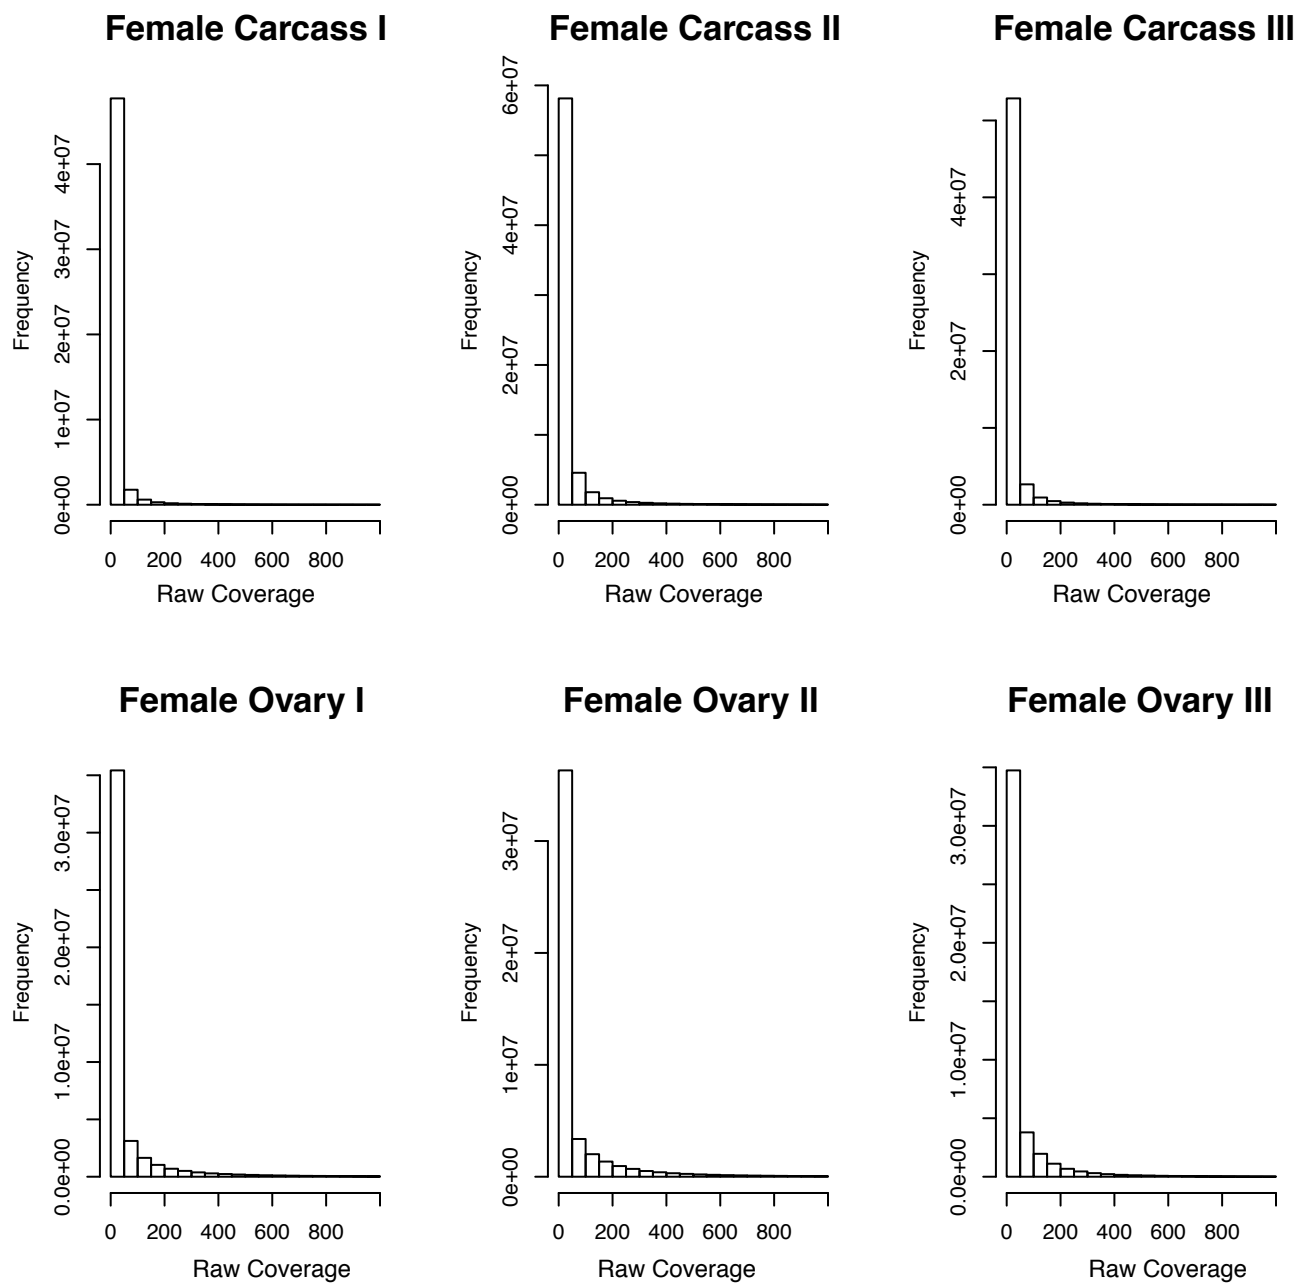 Female Carcass I
Female Carcass II
Female Carcass III
Frequency
0e+00 1e+07 2e+07 3e+07 4e+07
Frequency
0e+00 2e+07 4e+07 6e+07
Frequency
0e+00 2e+07 4e+07
0 200 400 600 800
0 200 400 600 800
0 200 400 600 800
Raw Coverage
Raw Coverage
Raw Coverage
Female Ovary I
Female Ovary II
Female Ovary III
Frequency
0.0e+00 1.0e+07 2.0e+07 3.0e+07
Frequency
0e+00 1e+07 2e+07 3e+07
Frequency
0.0e+00 1.0e+07 2.0e+07 3.0e+07
0 200 400 600 800
0 200 400 600 800
0 200 400 600 800
Raw Coverage
Raw Coverage
Raw Coverage